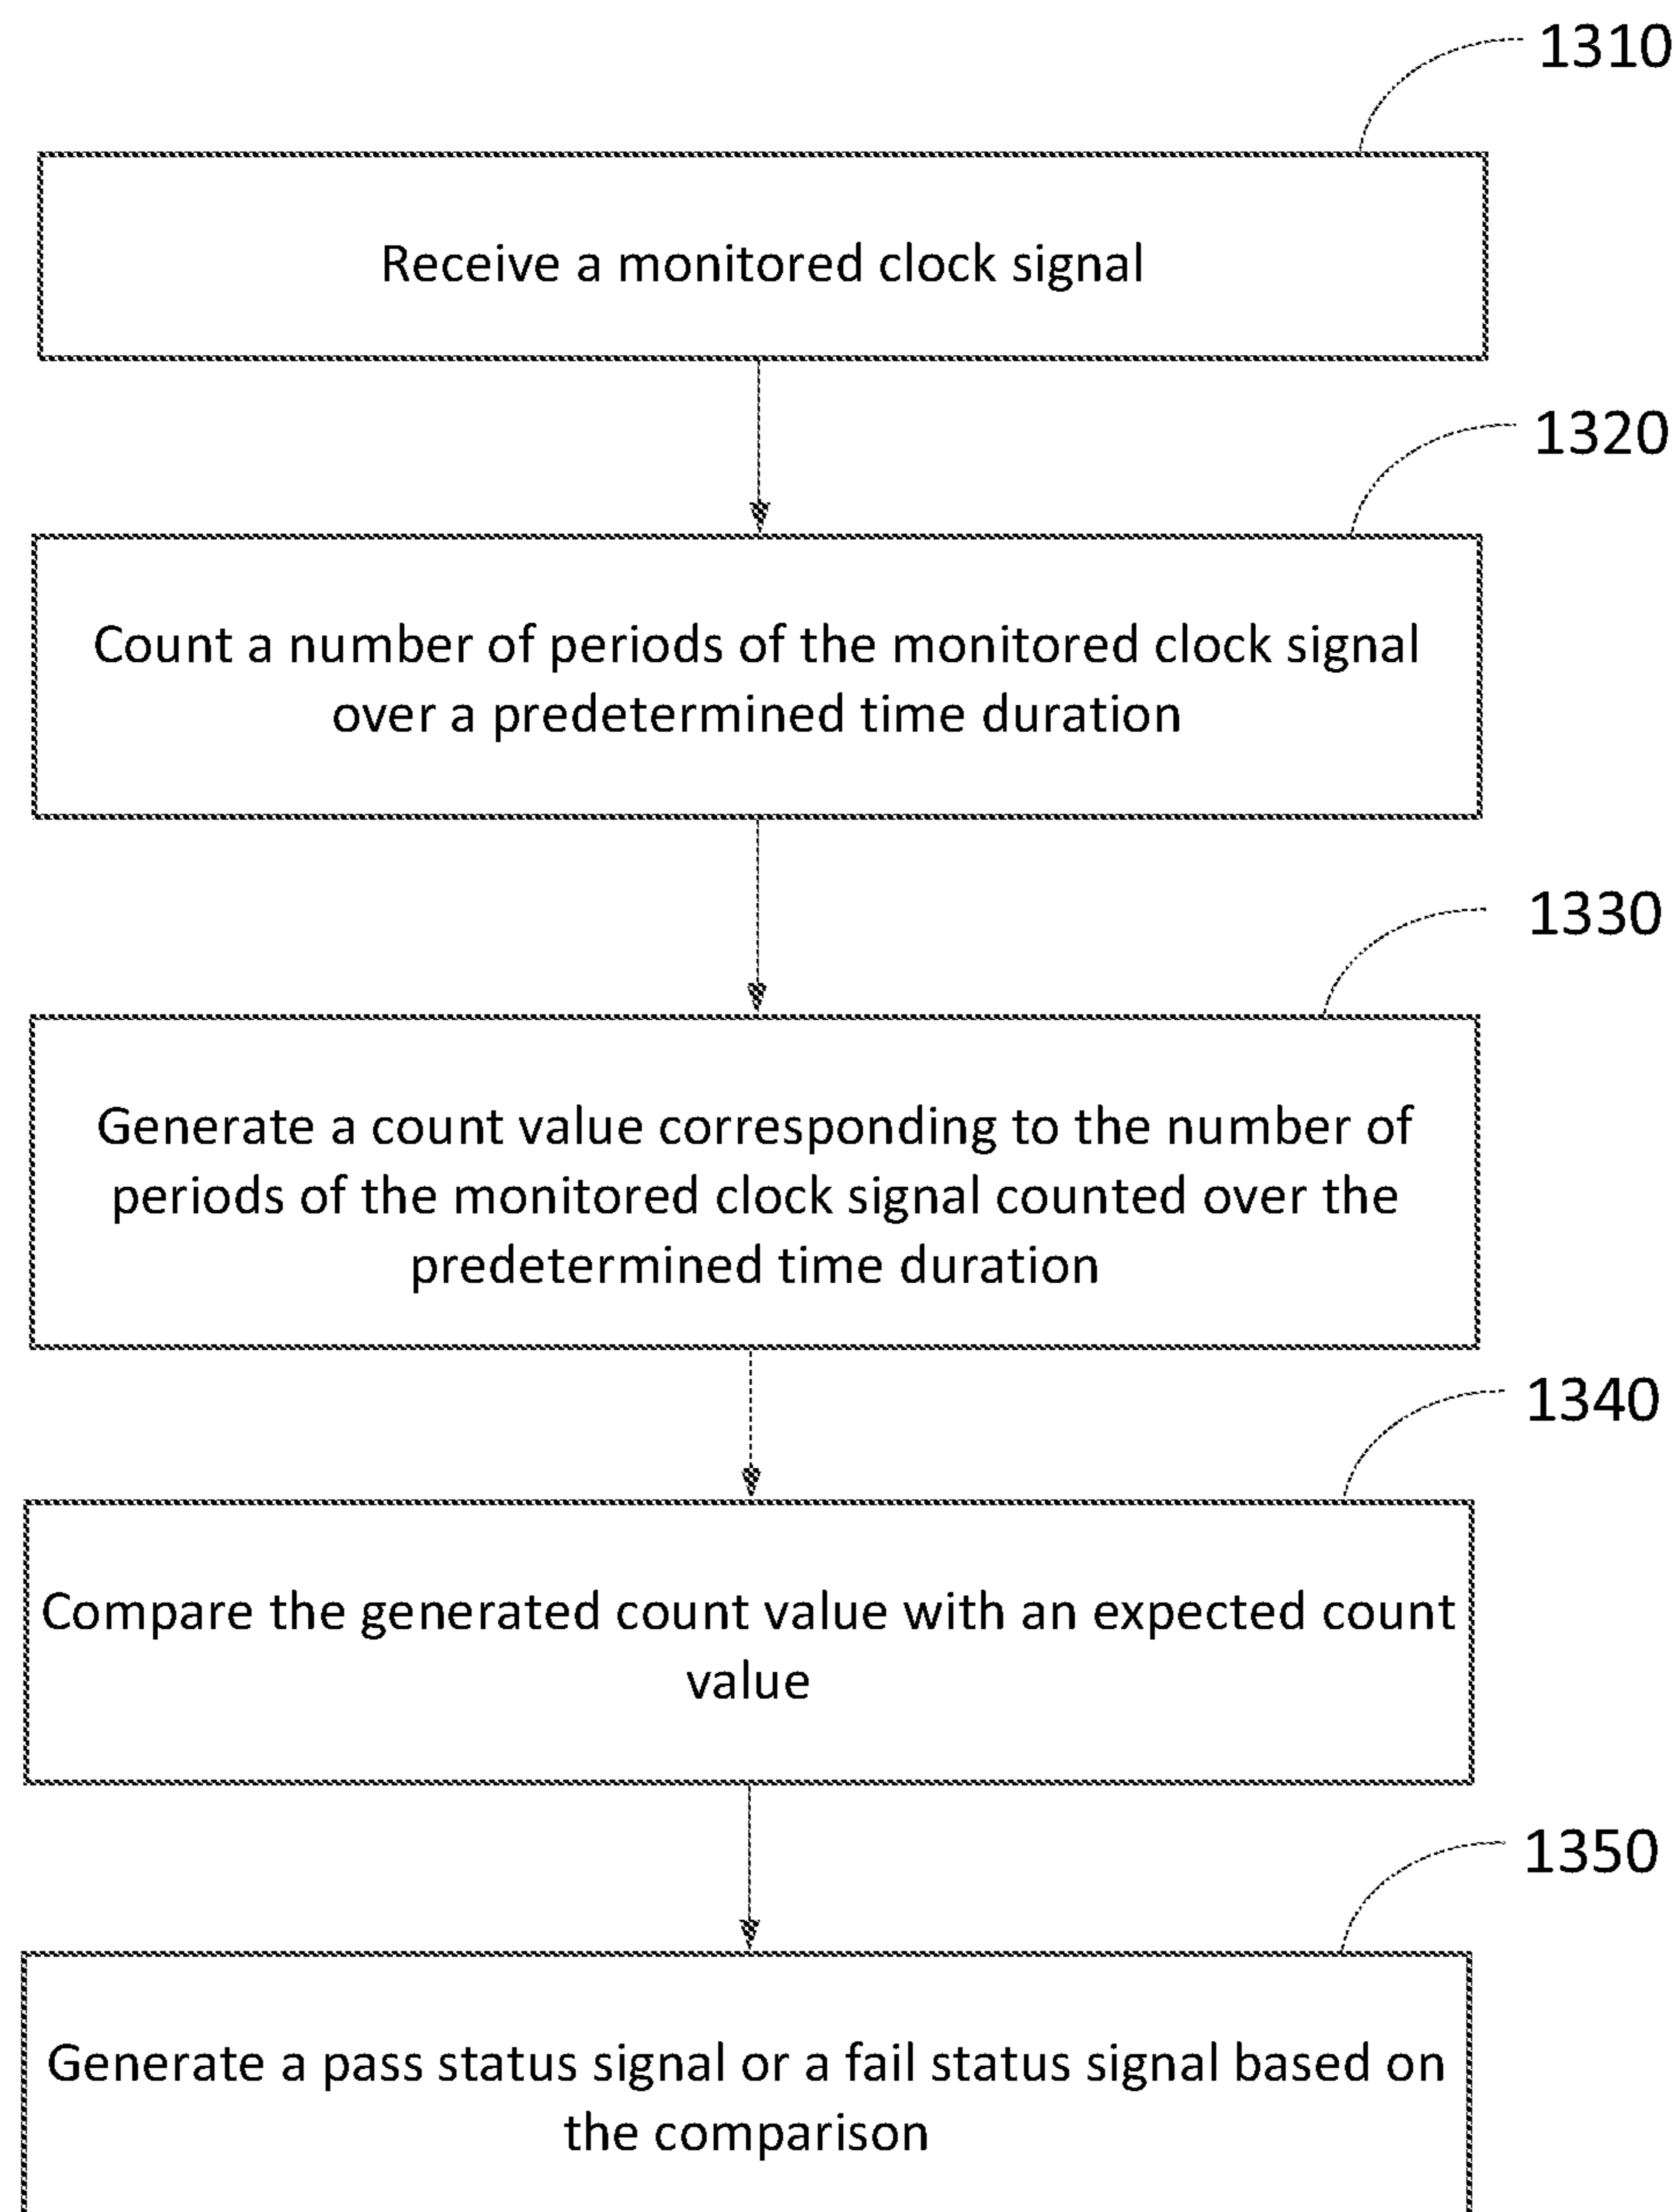 1310
Receive a monitored clock signal
1320
Count a number of periods of the monitored clock signal
over a predetermined time duration
1330
Generate a count value corresponding to the number of
periods of the monitored clock signal counted over the
predetermined time duration
1340
Compare the generated count value with an expected count
value
1350
Generate a pass status signal or a fail status signal based on
the comparison